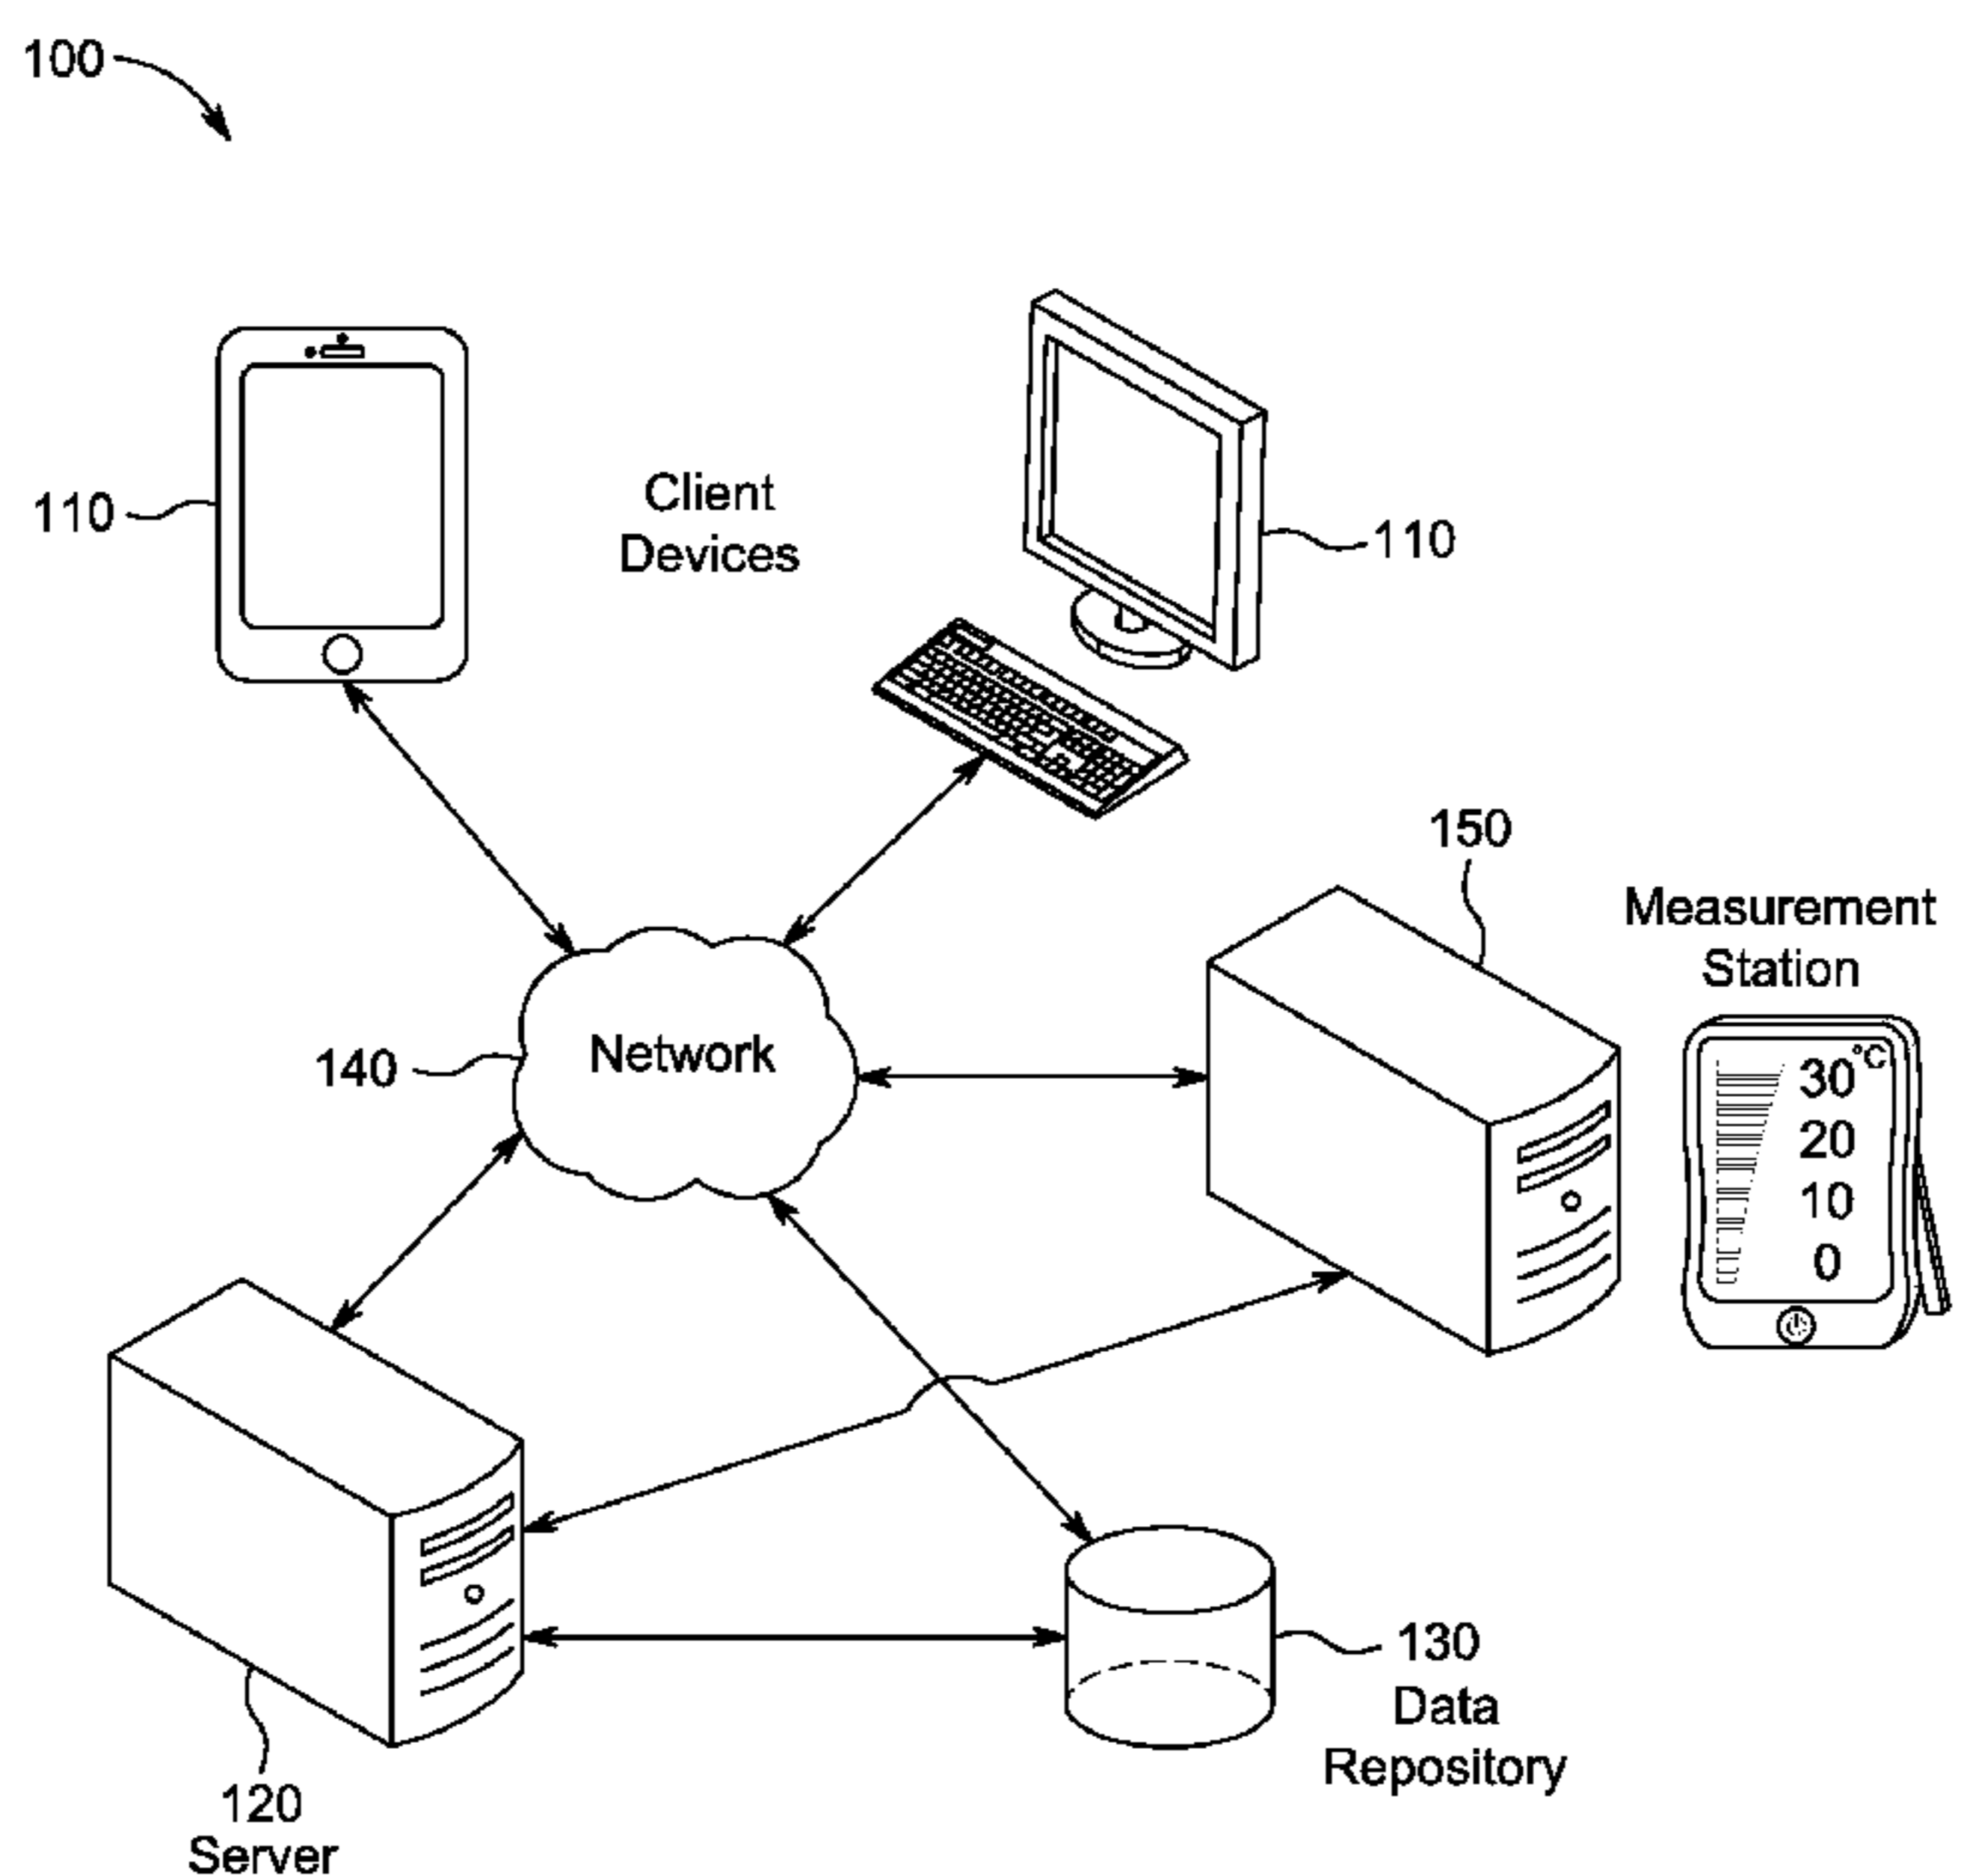 100
110
Client
Devices
110
150
Measurement
Station
140
Network
30°C
20
10
0
130
Data
Repository
120
Server